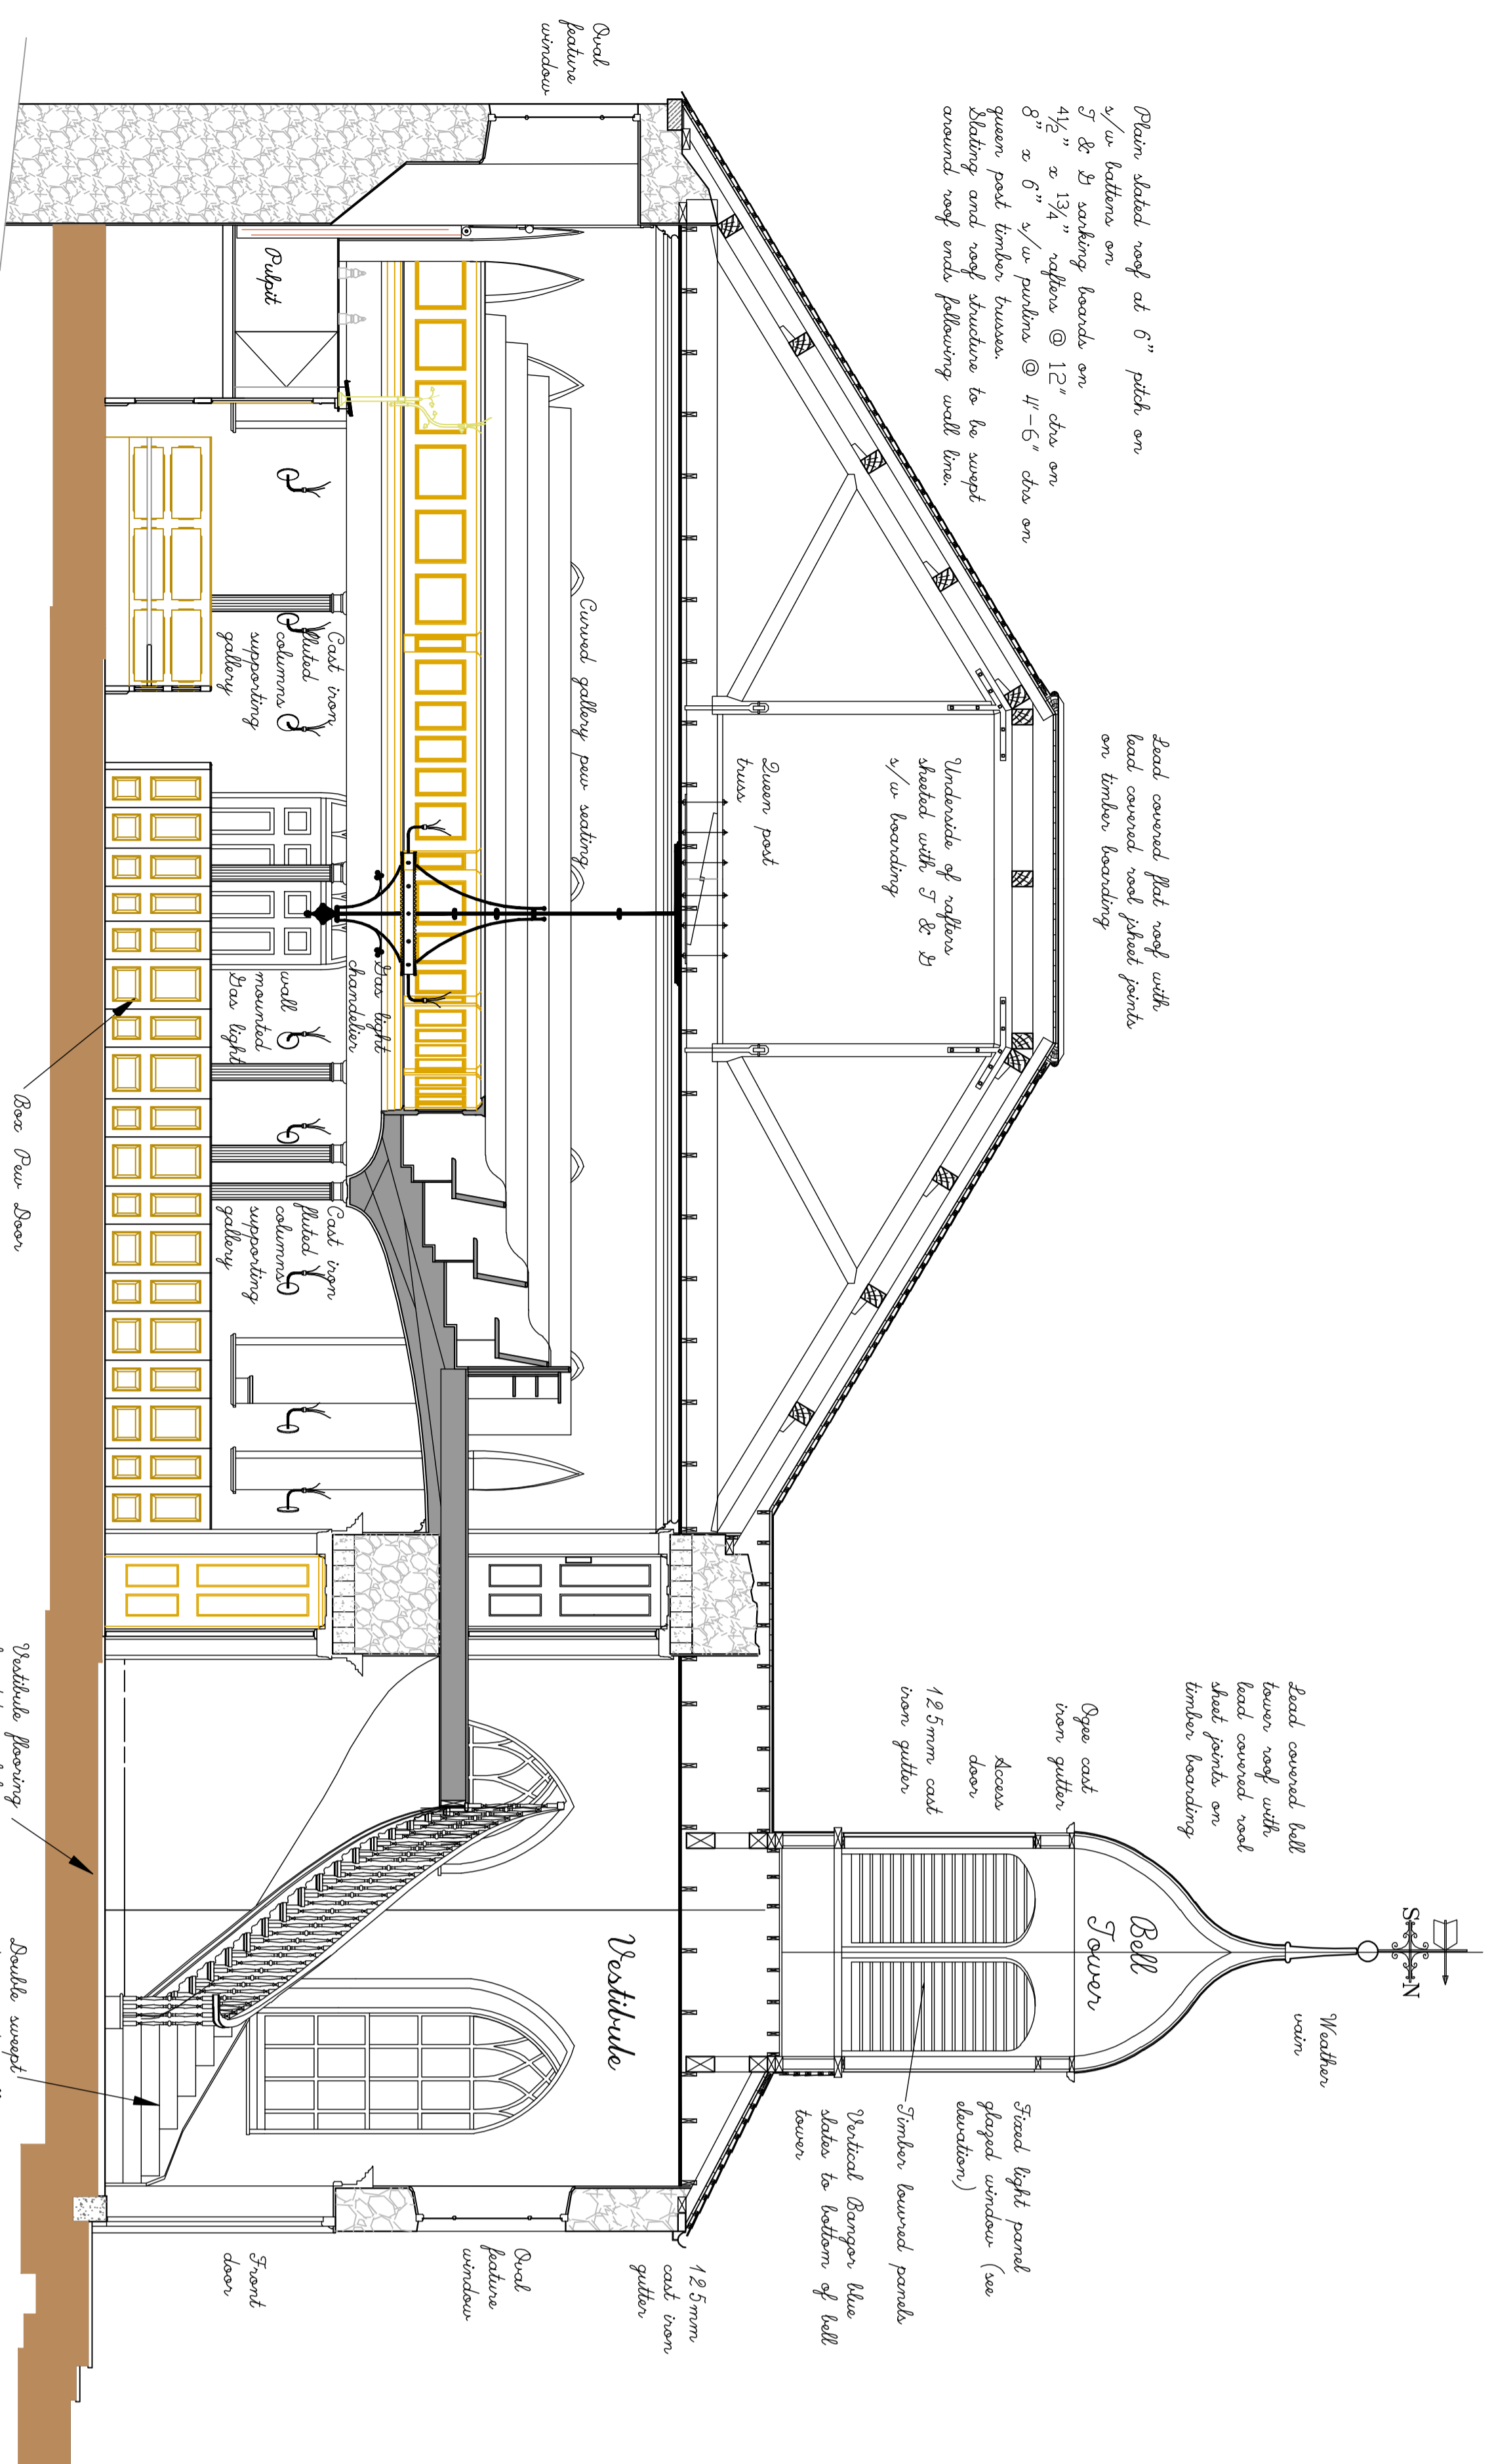 Plain slated roof at 6" pitch on
s/w battens on
T & G sarking boards on
4½" x 1¾" rafters @ 12" ctrs on
8" x 6" s/w purlins @ 4'-6" ctrs on
queen post timber trusses.
Slating and roof structure to be swept
around roof ends following wall line.
Lead covered flat roof with
lead covered rool jsheet joints
on timber boarding
Lead covered bell
tower roof with
lead covered rool
sheet joints on
timber boarding
Weather
vain
S
N
Ogee cast
iron gutter
Access
door
125mm cast
iron gutter
Bell
Tower
Fixed light panel
glazed window (see
elevation)
Timber louvred panels
Vertical Bangor blue
slates to bottom of bell
tower
Underside of rafters
sheeted with T & G
s/w boarding
Queen post
truss
Oval
feature
window
Curved gallery pew seating
Vestibule
125mm
cast iron
gutter
Oval
feature
window
Pulpit
Cast iron
fluted
columns
supporting
gallery
Gas light
chandelier
wall
mounted
Gas light
Cast iron
fluted
columns
supporting
gallery
Front
door
Box Pew Door
Vestibule flooring
Double swept